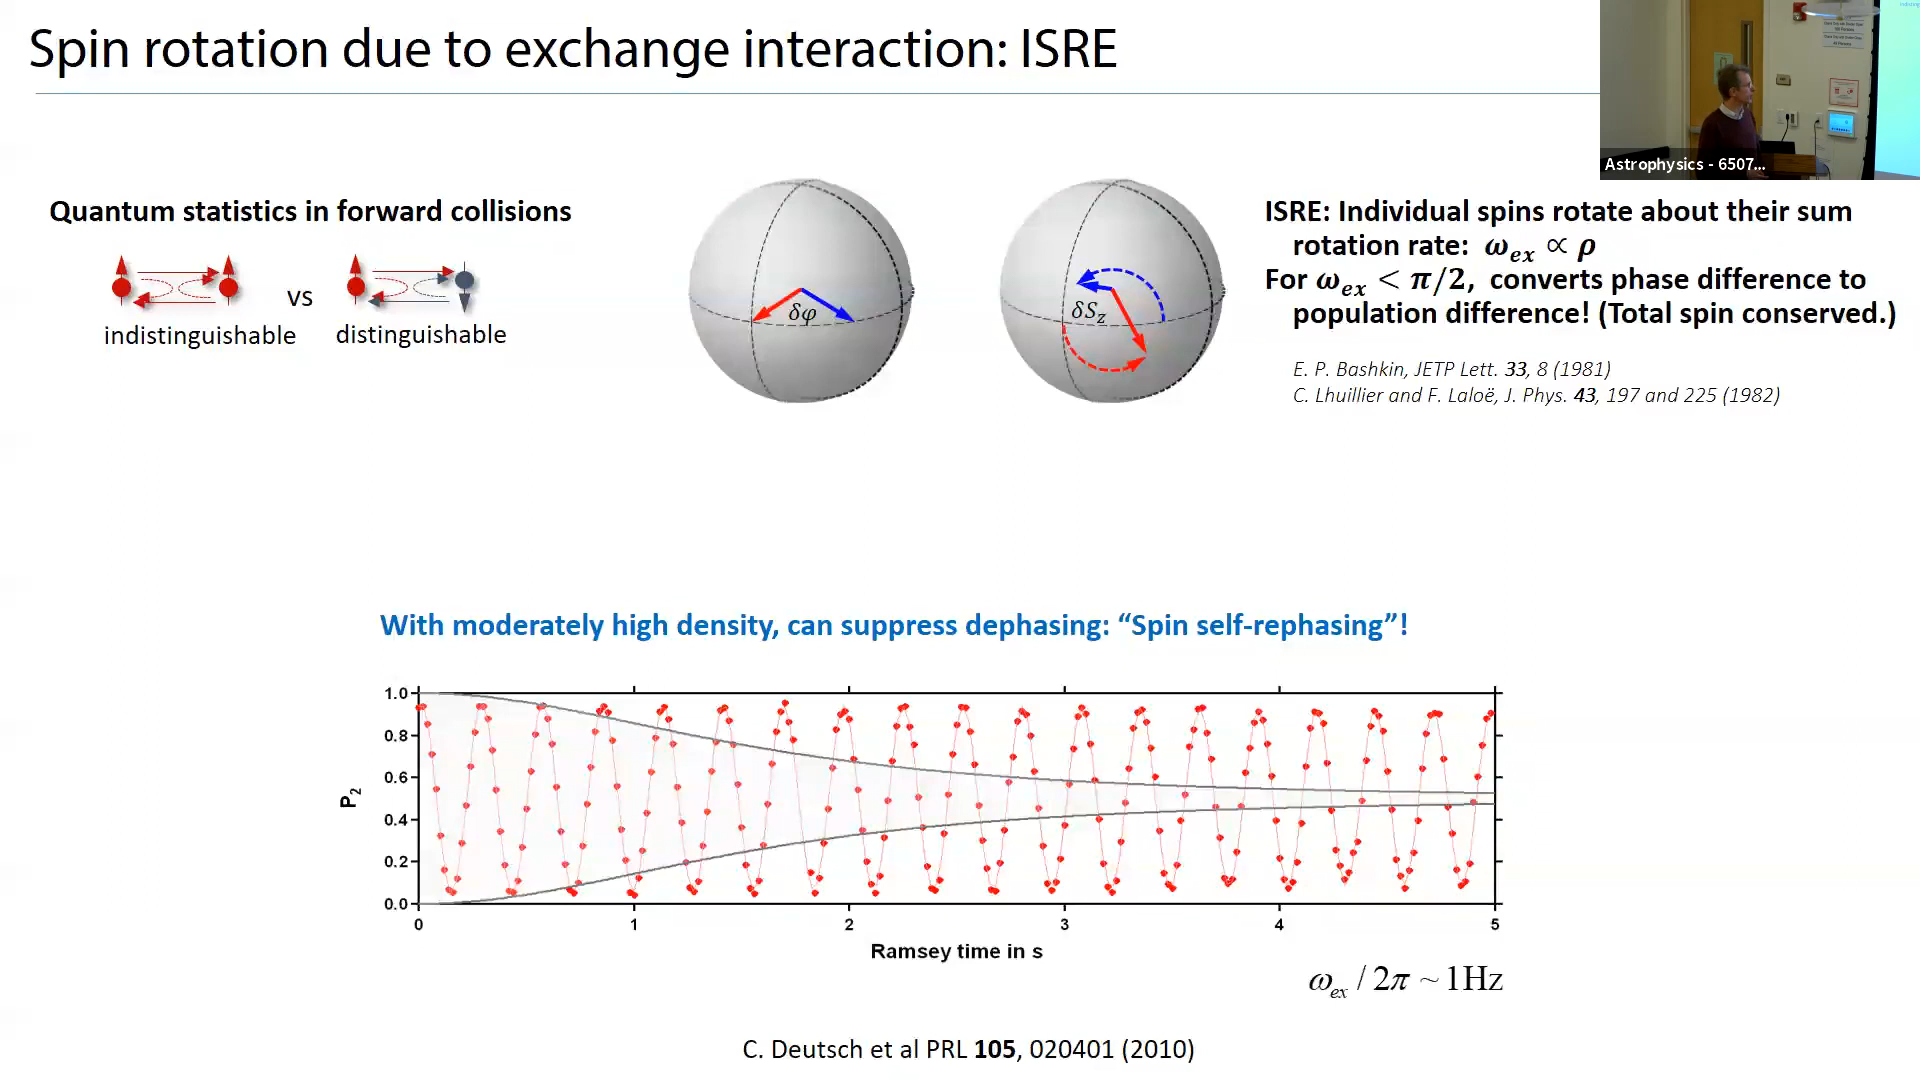 Spin rotation due to exchange interaction: ISRE
Astrophysics - 6507...
Quantum statistics in forward collisions
vs
indistinguishable
distinguishable
δφ
δS_z
ISRE: Individual spins rotate about their sum
rotation rate: ω_ex ∝ ρ
For ω_ex < π/2, converts phase difference to
population difference! (Total spin conserved.)
E. P. Bashkin, JETP Lett. 33, 8 (1981)
C. Lhuillier and F. Laloë, J. Phys. 43, 197 and 225 (1982)
With moderately high density, can suppress dephasing: “Spin self-rephasing”!
1.0
0.8
0.6
0.4
0.2
0.0
P₂
0 1 2 3 4 5
Ramsey time in s
ω_ex / 2π ~ 1Hz
C. Deutsch et al PRL 105, 020401 (2010)